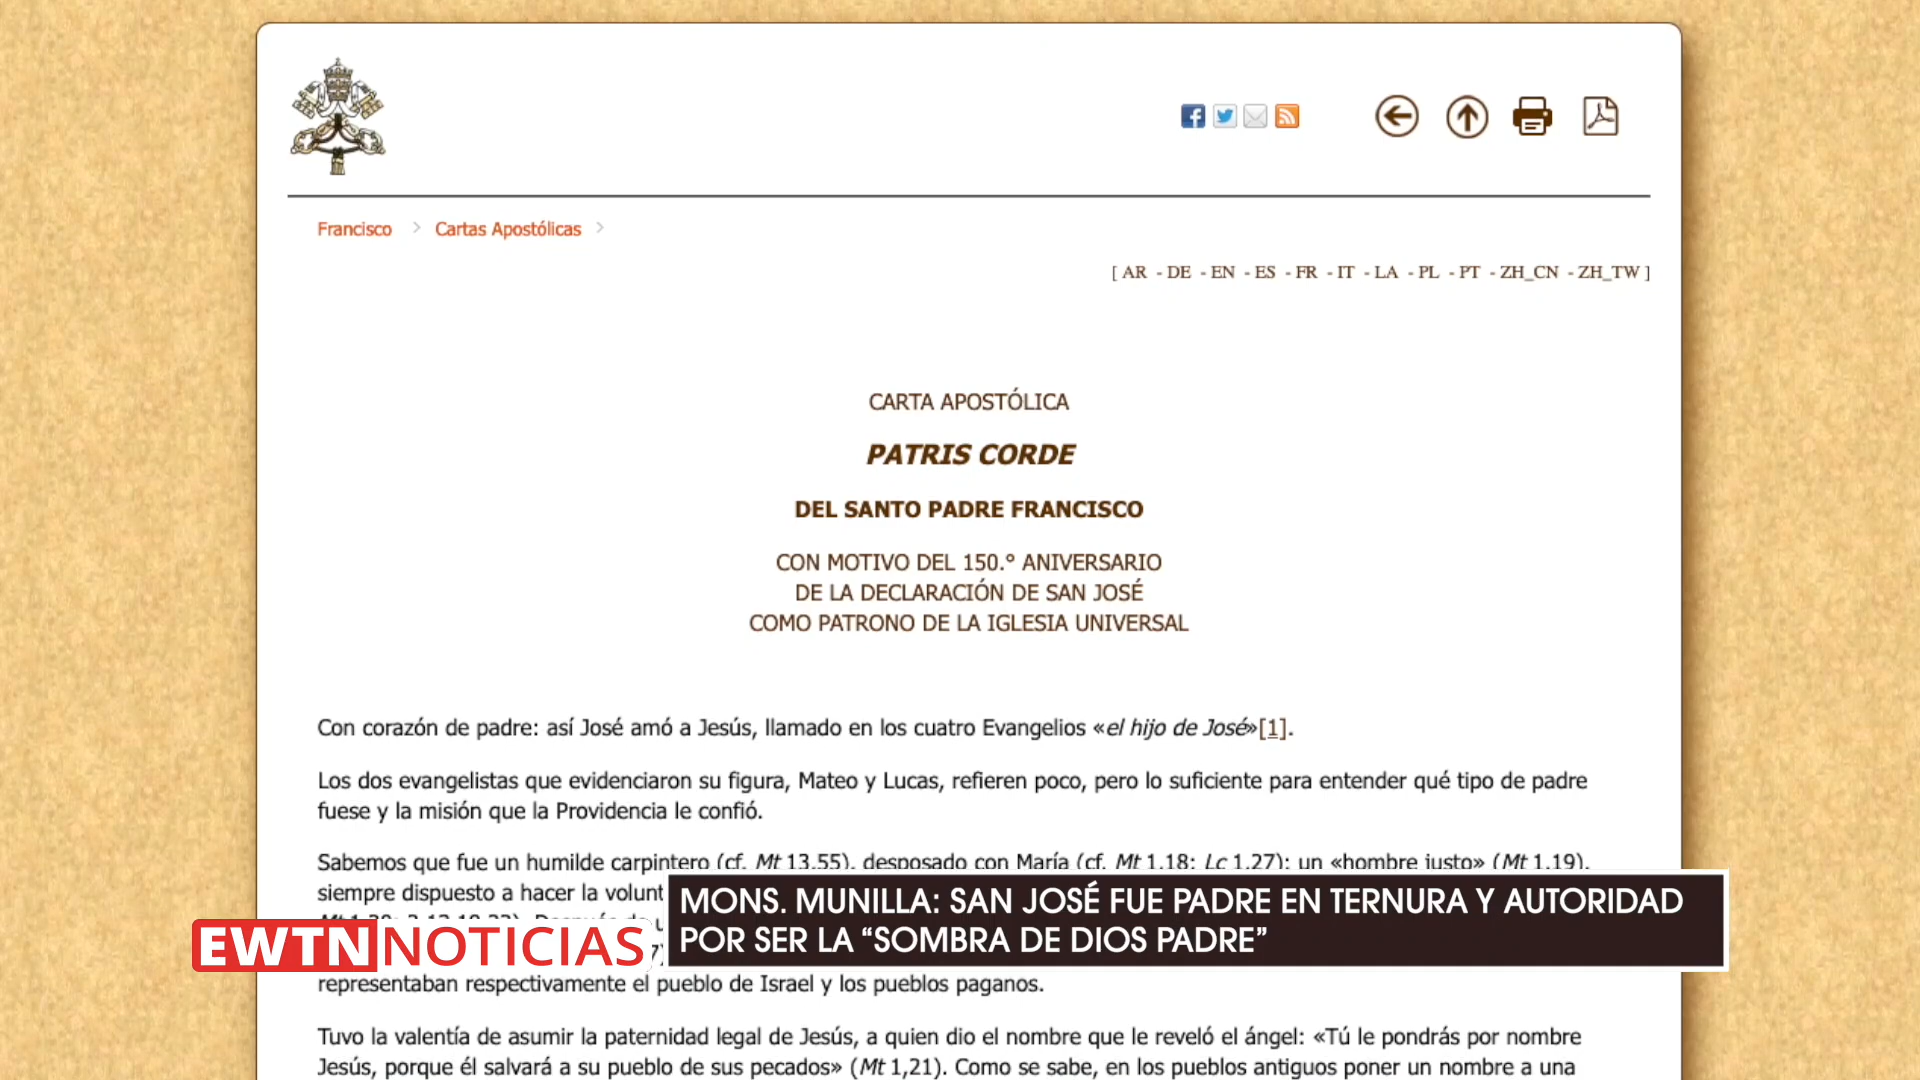 Francisco > Cartas Apostólicas >
[ AR - DE - EN - ES - FR - IT - LA - PL - PT - ZH_CN - ZH_TW ]
CARTA APOSTÓLICA
PATRIS CORDE
DEL SANTO PADRE FRANCISCO
CON MOTIVO DEL 150.° ANIVERSARIO
DE LA DECLARACIÓN DE SAN JOSÉ
COMO PATRONO DE LA IGLESIA UNIVERSAL
Con corazón de padre: así José amó a Jesús, llamado en los cuatro Evangelios «el hijo de José»[1].
Los dos evangelistas que evidenciaron su figura, Mateo y Lucas, refieren poco, pero lo suficiente para entender qué tipo de padre
fuese y la misión que la Providencia le confió.
Sabemos que fue un humilde carpintero (cf. Mt 13,55), desposado con María (cf. Mt 1,18; Lc 1,27); un «hombre justo» (Mt 1,19),
siempre dispuesto a hacer la
MONS. MUNILLA: SAN JOSÉ FUE PADRE EN TERNURA Y AUTORIDAD
POR SER LA “SOMBRA DE DIOS PADRE”
EWTN NOTICIAS
representaban respectivamente el pueblo de Israel y los pueblos paganos.
Tuvo la valentía de asumir la paternidad legal de Jesús, a quien dio el nombre que le reveló el ángel: «Tú le pondrás por nombre
Jesús, porque él salvará a su pueblo de sus pecados» (Mt 1,21). Como se sabe, en los pueblos antiguos poner un nombre a una